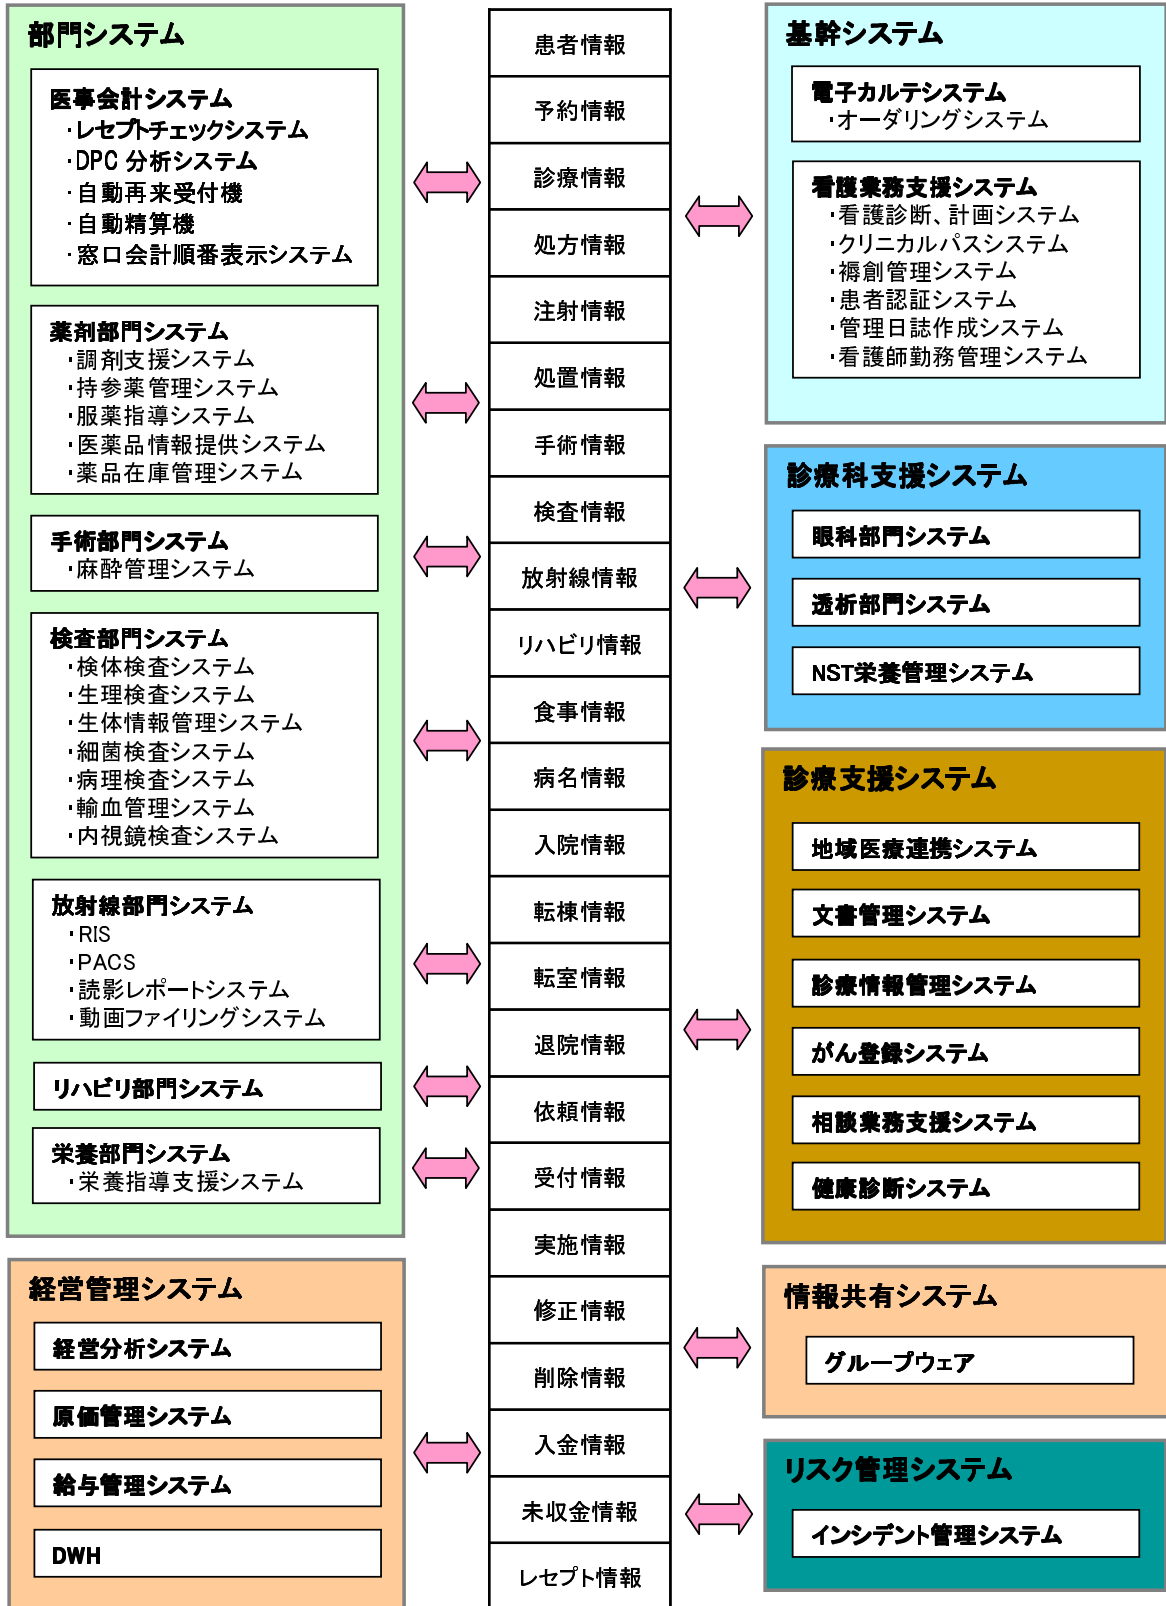 部門システム
医事会計システム
・レセプトチェックシステム
・DPC 分析システム
・自動再来受付機
・自動精算機
・窓口会計順番表示システム
薬剤部門システム
・調剤支援システム
・持参薬管理システム
・服薬指導システム
・医薬品情報提供システム
・薬品在庫管理システム
手術部門システム
・麻酔管理システム
検査部門システム
・検体検査システム
・生理検査システム
・生体情報管理システム
・細菌検査システム
・病理検査システム
・輸血管理システム
・内視鏡検査システム
放射線部門システム
・RIS
・PACS
・読影レポートシステム
・動画ファイリングシステム
リハビリ部門システム
栄養部門システム
・栄養指導支援システム
経営管理システム
経営分析システム
原価管理システム
給与管理システム
DWH
患者情報
予約情報
診療情報
処方情報
注射情報
処置情報
手術情報
検査情報
放射線情報
リハビリ情報
食事情報
病名情報
入院情報
転棟情報
転室情報
退院情報
依頼情報
受付情報
実施情報
修正情報
削除情報
入金情報
未収金情報
レセプト情報
基幹システム
電子カルテシステム
・オーダリングシステム
看護業務支援システム
・看護診断、計画システム
・クリニカルパスシステム
・褥創管理システム
・患者認証システム
・管理日誌作成システム
・看護師勤務管理システム
診療科支援システム
眼科部門システム
透析部門システム
NST栄養管理システム
診療支援システム
地域医療連携システム
文書管理システム
診療情報管理システム
がん登録システム
相談業務支援システム
健康診断システム
情報共有システム
グループウェア
リスク管理システム
インシデント管理システム